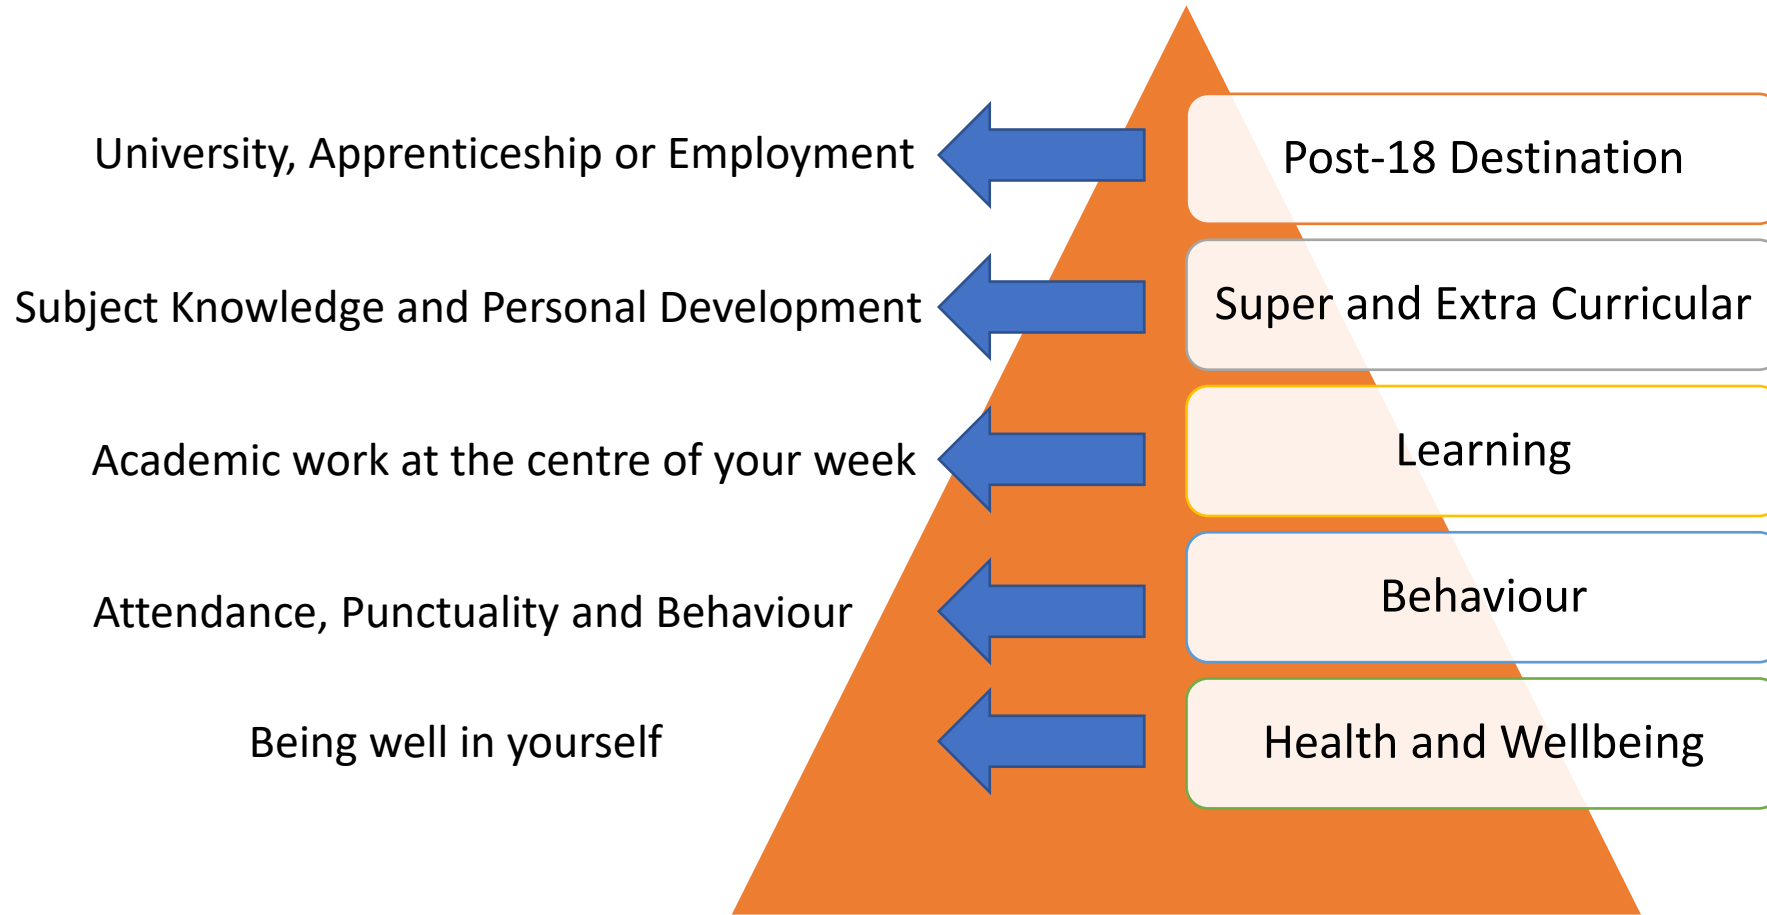 University, Apprenticeship or Employment
Post-18 Destination
Subject Knowledge and Personal Development
Super and Extra Curricular
Academic work at the centre of your week
Learning
Attendance, Punctuality and Behaviour
Behaviour
Being well in yourself
Health and Wellbeing